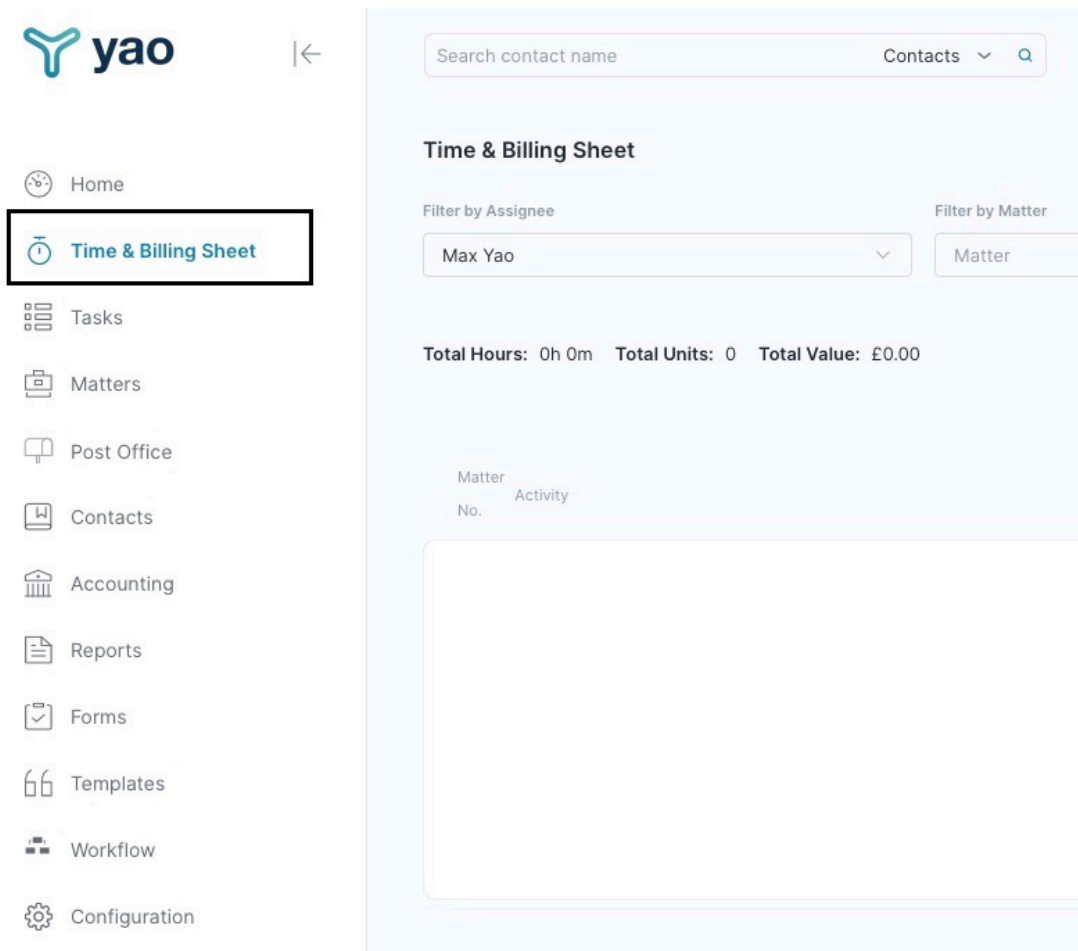 yao
Home
Time & Billing Sheet
Tasks
Matters
Post Office
Contacts
Accounting
Reports
Forms
Templates
Workflow
Configuration
Search contact name Contacts
Time & Billing Sheet
Filter by Assignee Filter by Matter
Max Yao Matter
Total Hours: 0h 0m Total Units: 0 Total Value: £0.00
Matter
No. Activity